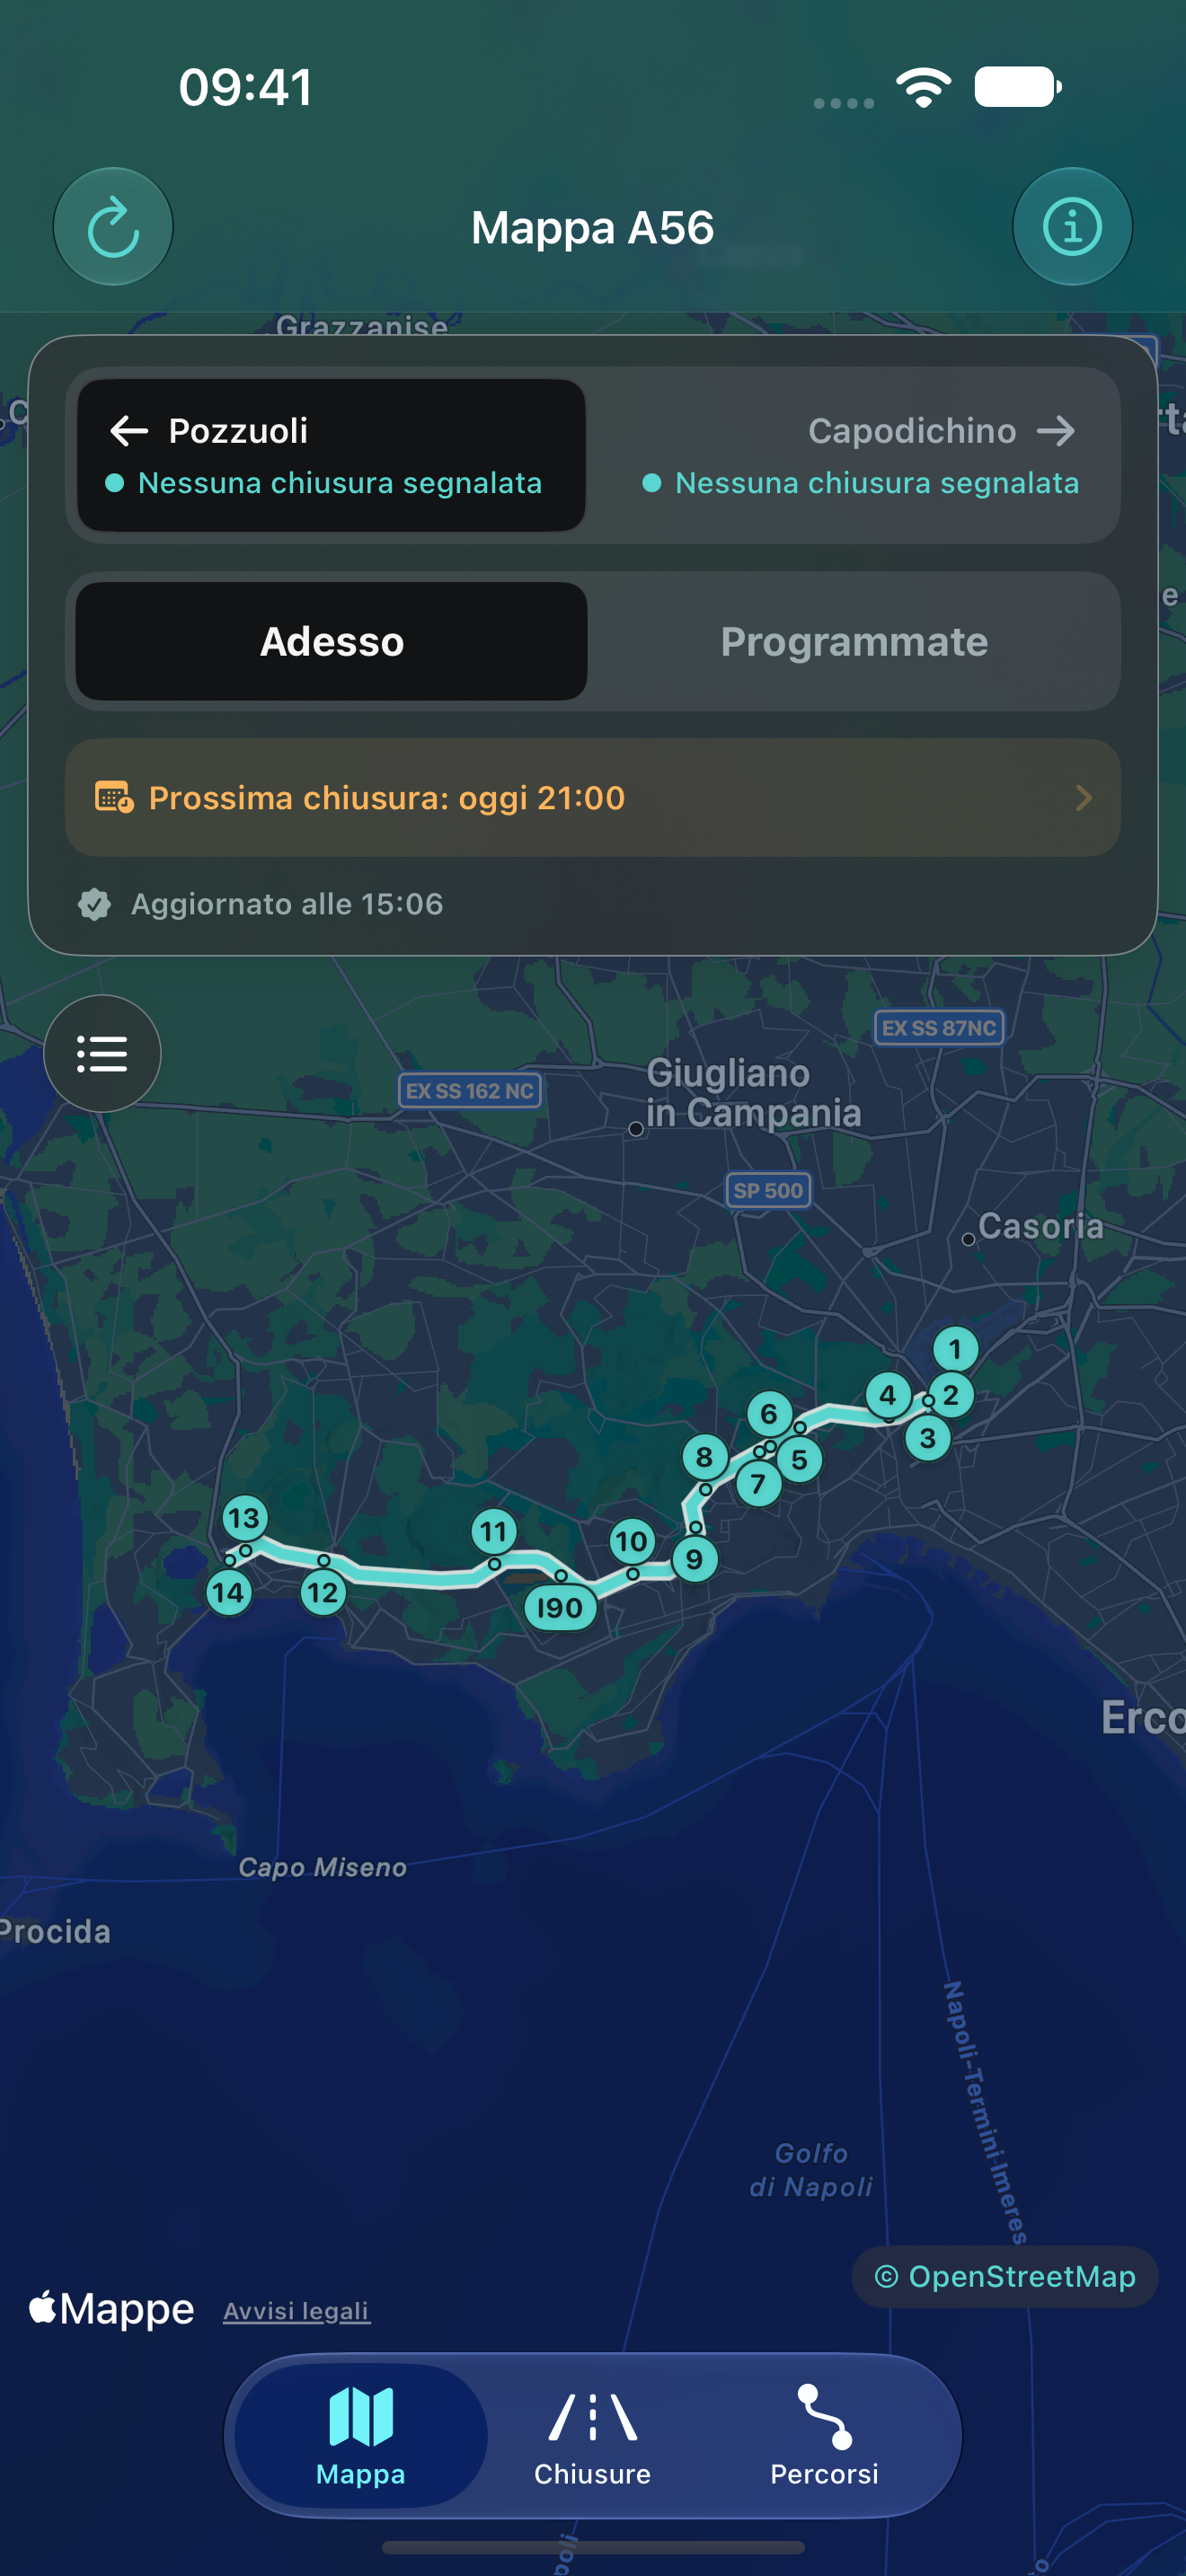 09:41
Mappa A56
Grazzanise
← Pozzuoli
Nessuna chiusura segnalata
Capodichino →
Nessuna chiusura segnalata
Adesso
Programmate
Prossima chiusura: oggi 21:00
Aggiornato alle 15:06
EX SS 87NC
Giugliano
in Campania
EX SS 162 NC
SP 500
Casoria
1
2
3
4
5
6
7
8
9
10
I90
11
12
13
14
Erco
Capo Miseno
Procida
Napoli-Termini Imeres
Golfo
di Napoli
© OpenStreetMap
Mappe
Avvisi legali
Mappa
Chiusure
Percorsi